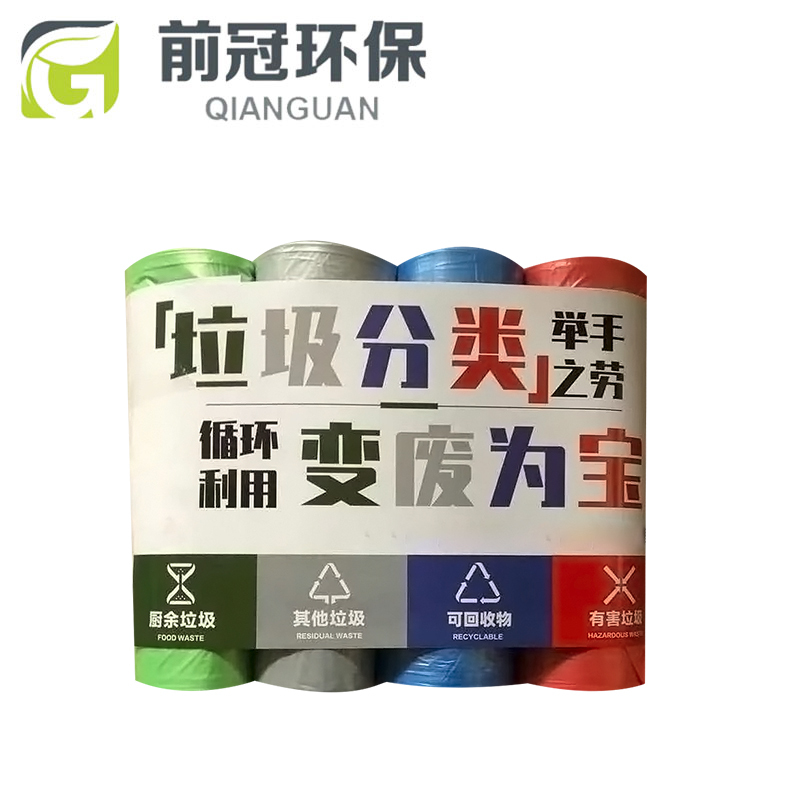 前冠环保
QIANGUAN
「垃圾分类」举手之劳
循环利用 变废为宝
厨余垃圾
FOOD WASTE
其他垃圾
RESIDUAL WASTE
可回收物
RECYCLABLE
有害垃圾
HAZARDOUS WASTE